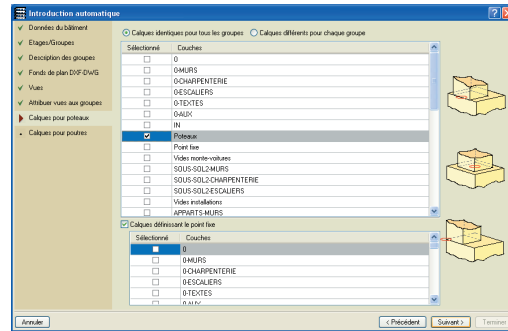 Introduction automatique
Données du bâtiment
Etages/Groupes
Description des groupes
Fonds de plan DXF-DWG
Vues
Attribuer vues aux groupes
Calques pour poteaux
Calques pour poutres
Calques identiques pour tous les groupes
Calques différents pour chaque groupe
Sélectionné Couches
0
0-MURS
0-CHARPENTERIE
0-ESCALIERS
0-TEXTES
0-AUX
IN
Poteaux
Point fixe
Vides monte-voitures
SOUS-SOL2-MURS
SOUS-SOL2-CHARPENTERIE
SOUS-SOL2-ESCALIERS
Vides installations
APPARTS-MURS
Calques définissant le point fixe
Sélectionné Couches
0
0-MURS
0-CHARPENTERIE
0-ESCALIERS
0-TEXTES
0-AUX
Annuler
< Précédent
Suivant >
Terminer